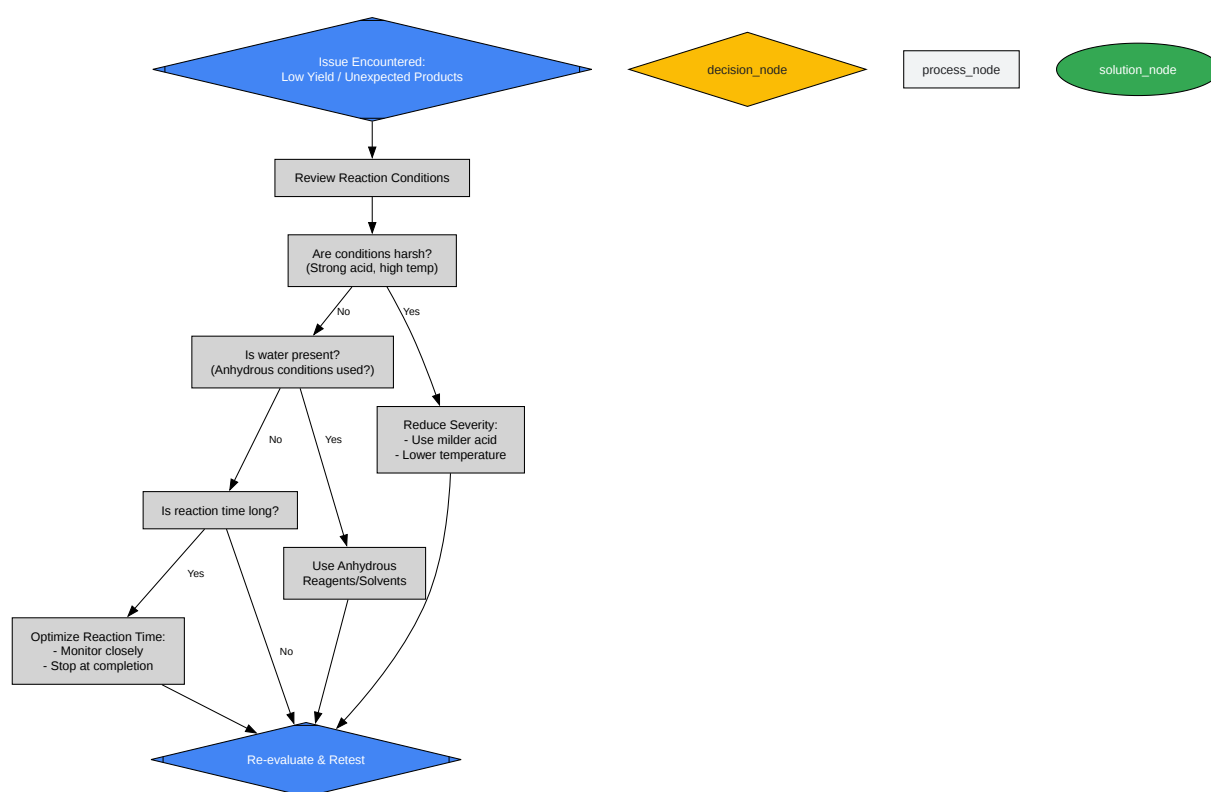 Issue Encountered:
Low Yield / Unexpected Products
decision_node
process_node
solution_node
Review Reaction Conditions
Are conditions harsh?
(Strong acid, high temp)
No
Yes
Is water present?
(Anhydrous conditions used?)
Reduce Severity:
- Use milder acid
- Lower temperature
No
Yes
Is reaction time long?
Use Anhydrous
Reagents/Solvents
Yes
Optimize Reaction Time:
- Monitor closely
- Stop at completion
No
Re-evaluate & Retest